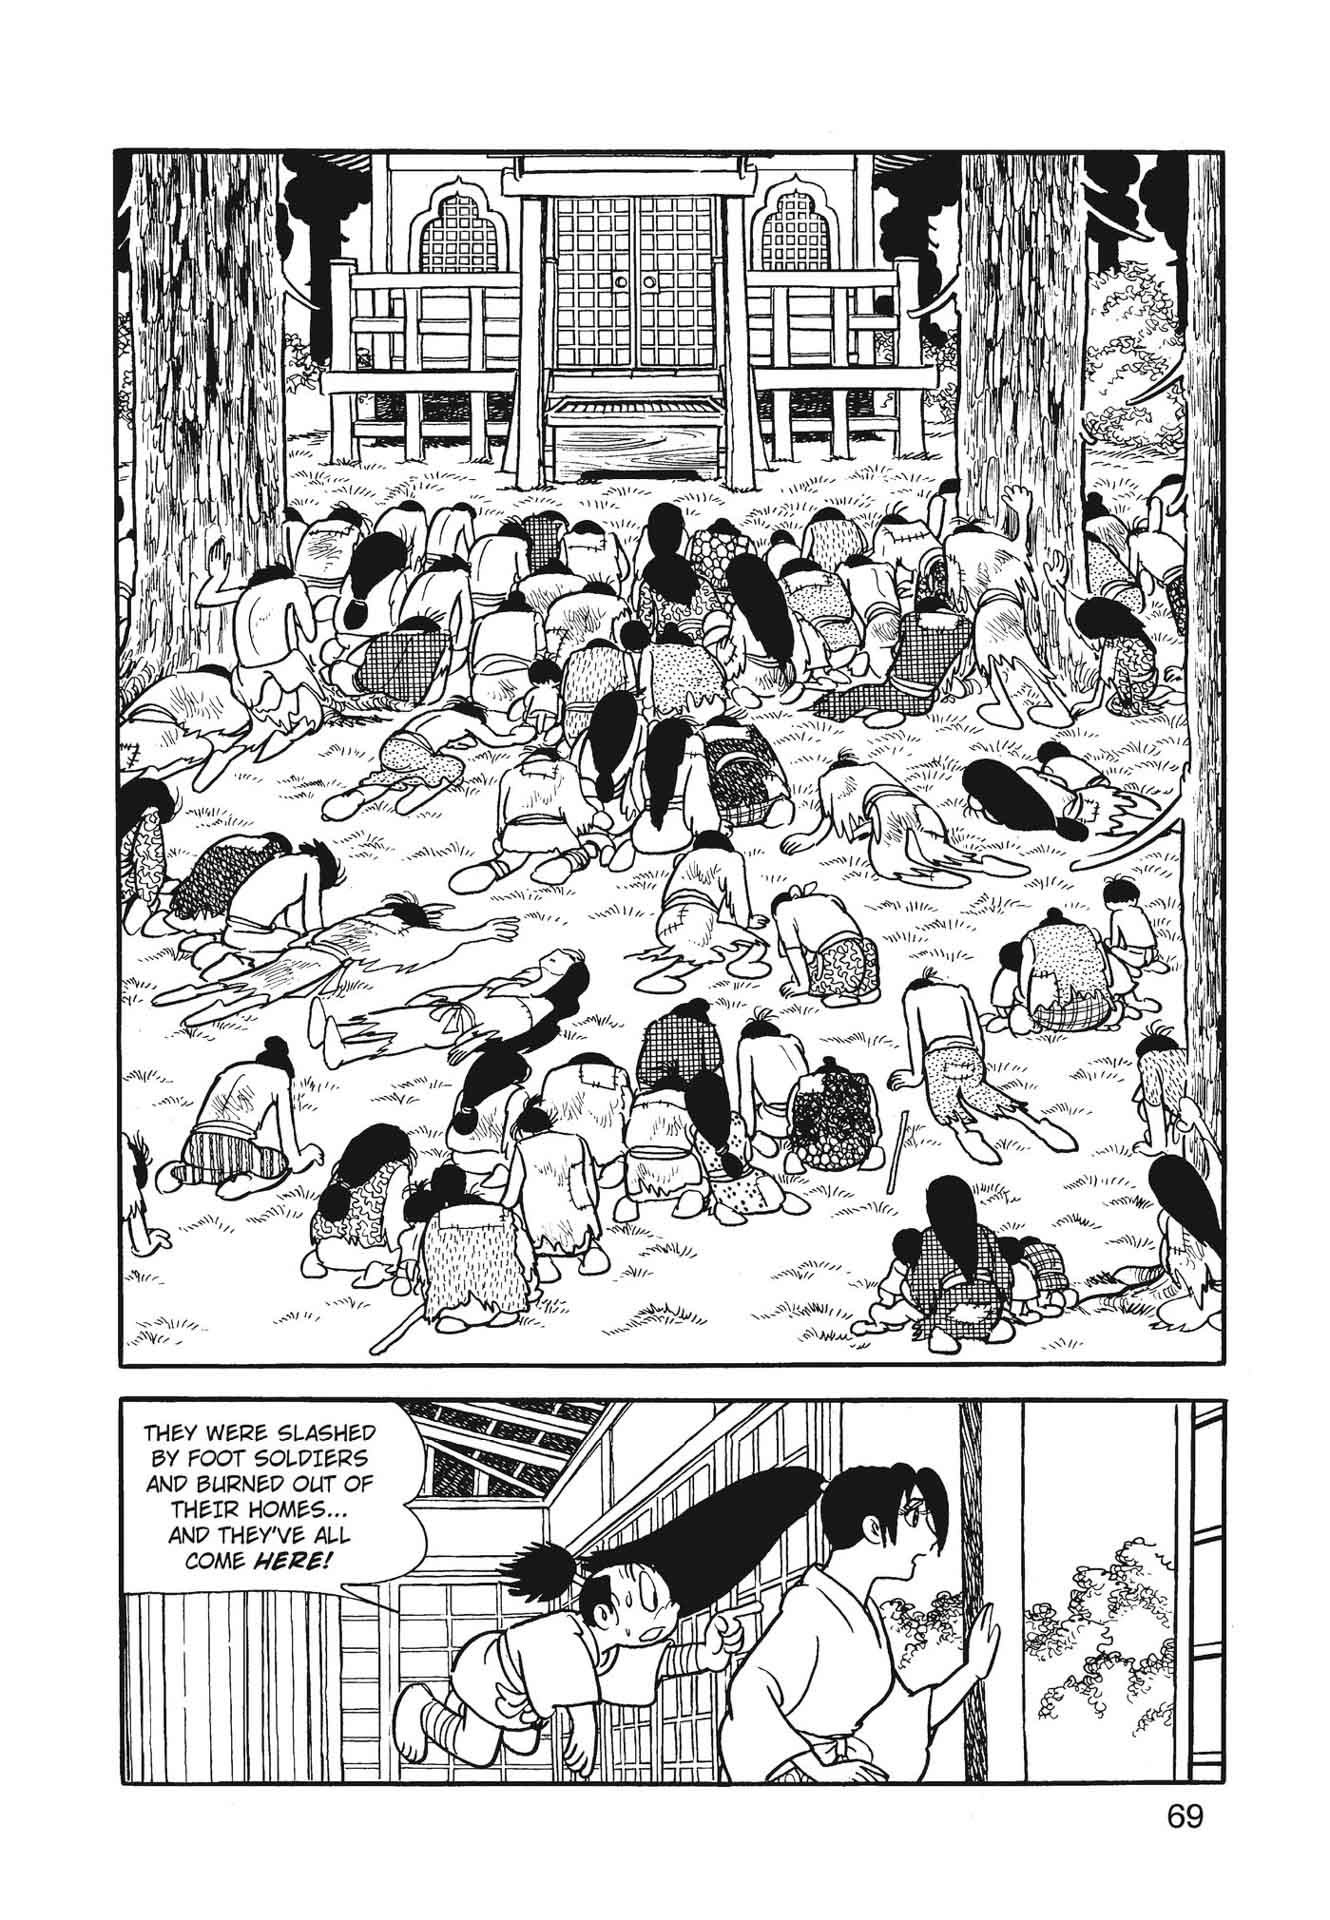 THEY WERE SLASHED
BY FOOT SOLDIERS
AND BURNED OUT OF
THEIR HOMES...
AND THEY'VE ALL
COME HERE!
69